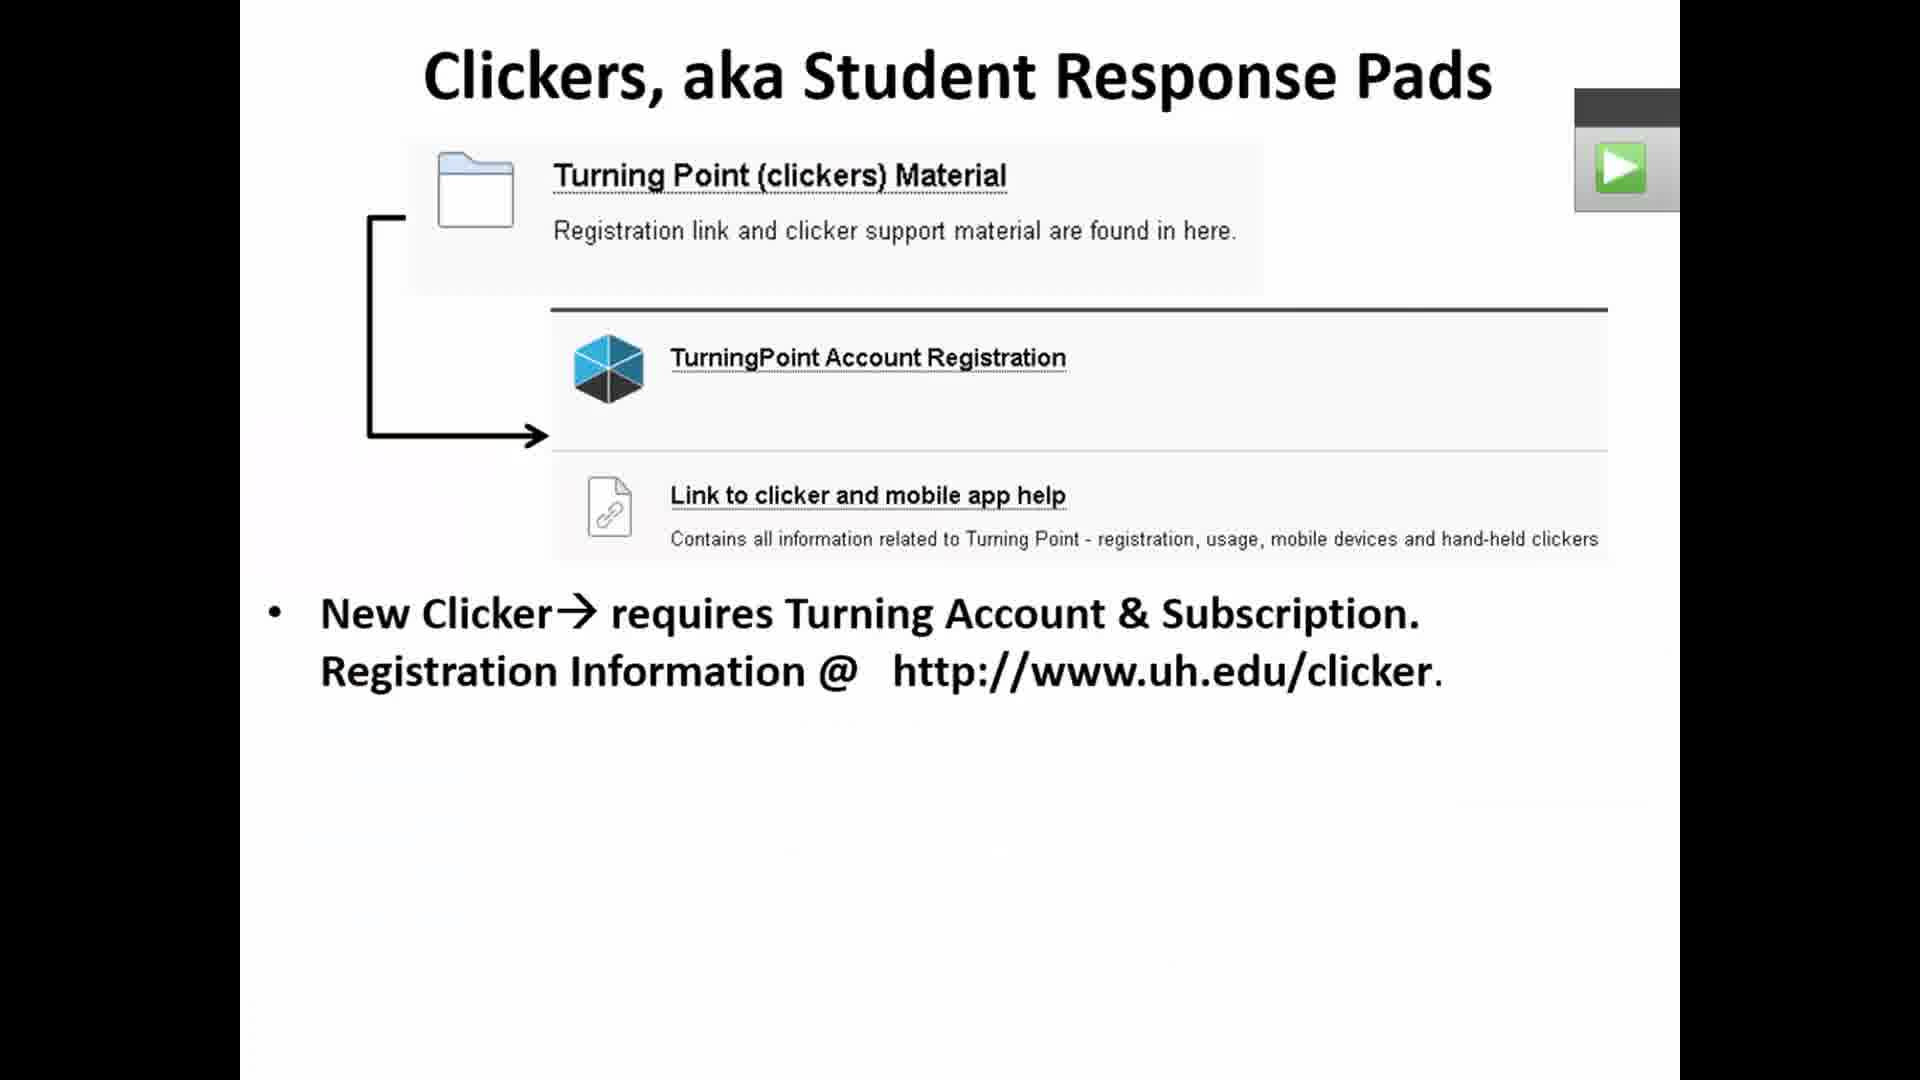 Clickers, aka Student Response Pads
Turning Point (clickers) Material
Registration link and clicker support material are found in here.
TurningPoint Account Registration
Link to clicker and mobile app help
Contains all information related to Turning Point - registration, usage, mobile devices and hand-held clickers
• New Clicker→ requires Turning Account & Subscription.
Registration Information @ http://www.uh.edu/clicker.